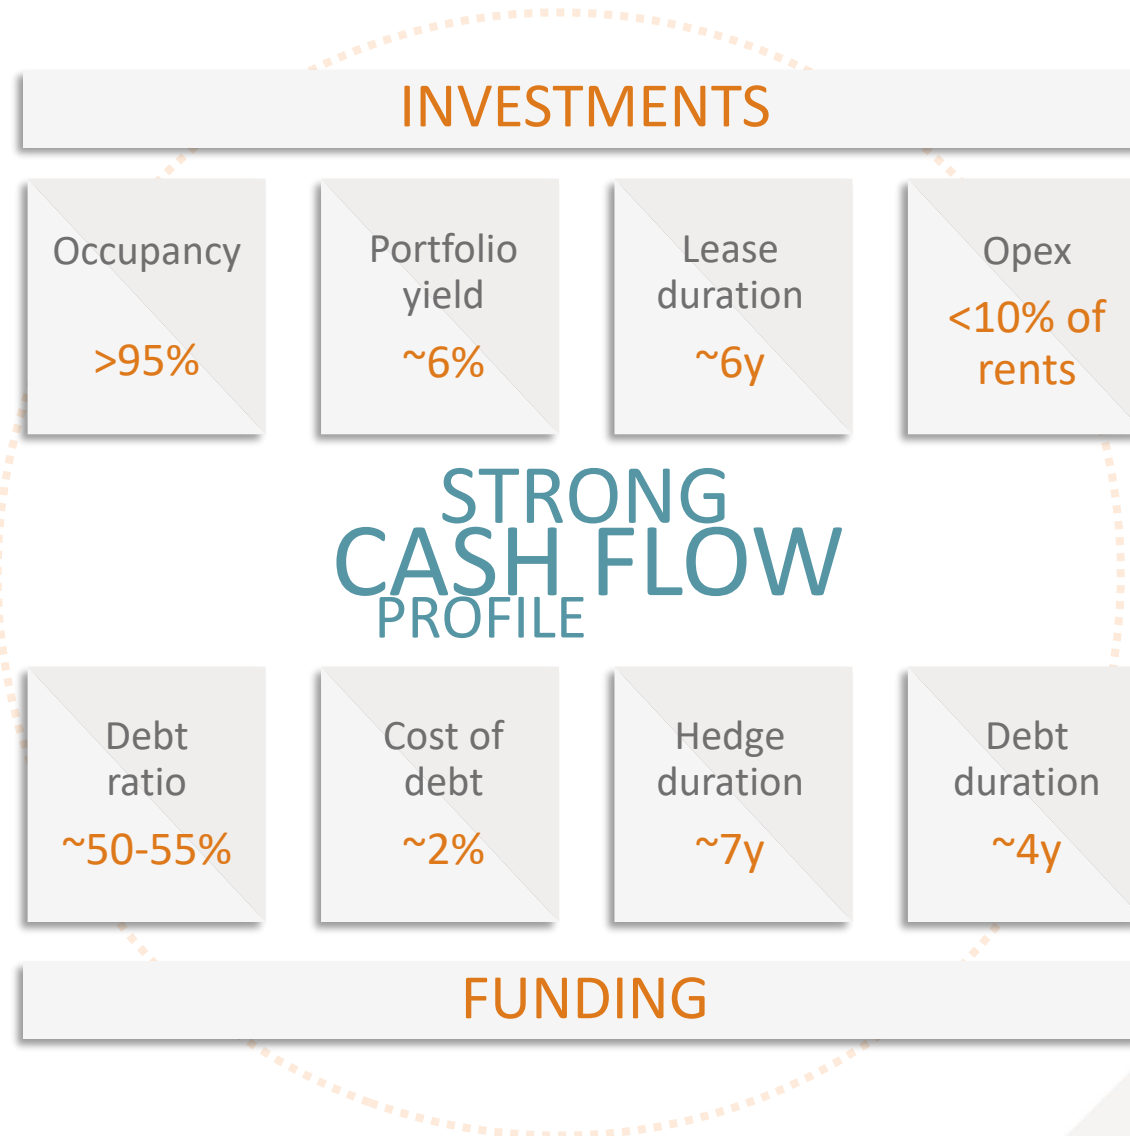 INVESTMENTS
Occupancy
>95%
Portfolio
yield
~6%
Lease
duration
~6y
Opex
<10% of
rents
STRONG
CASH FLOW
PROFILE
Debt
ratio
~50-55%
Cost of
debt
~2%
Hedge
duration
~7y
Debt
duration
~4y
FUNDING